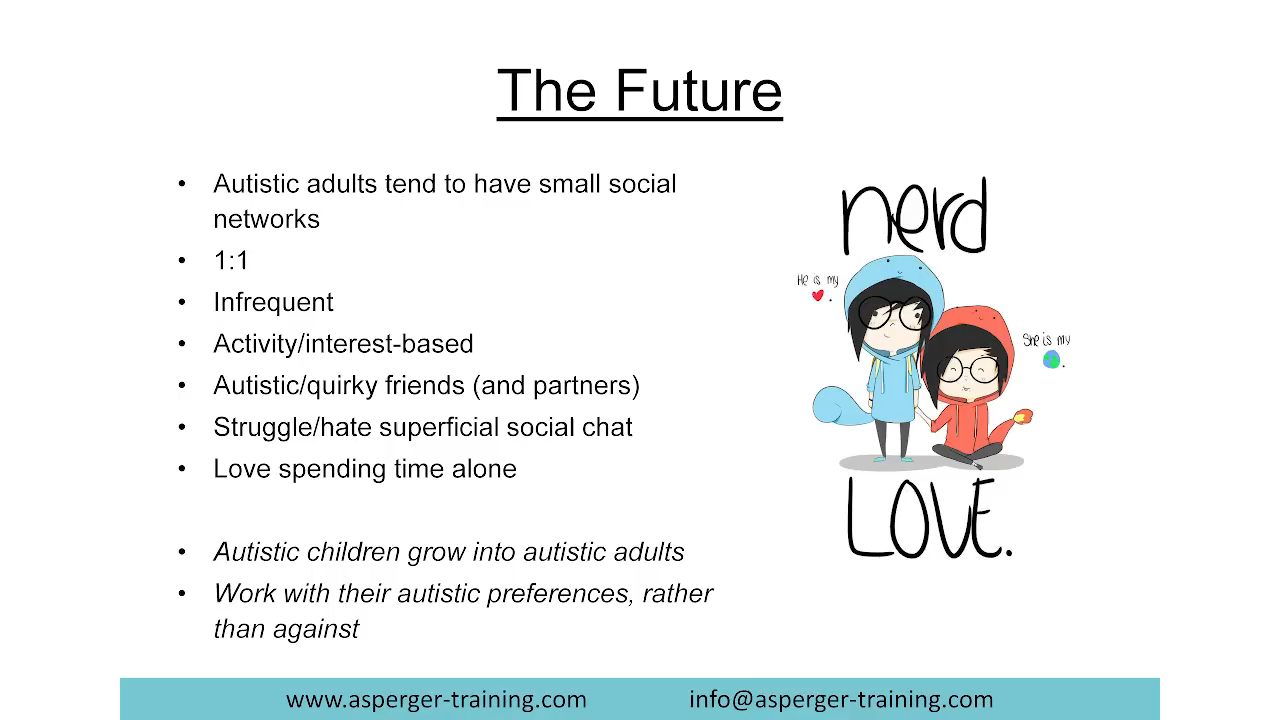 The Future
• Autistic adults tend to have small social
networks
• 1:1
• Infrequent
• Activity/interest-based
• Autistic/quirky friends (and partners)
• Struggle/hate superficial social chat
• Love spending time alone
• Autistic children grow into autistic adults
• Work with their autistic preferences, rather
than against
nerd
He is my
.
She is my
.
LOVE.
www.asperger-training.com info@asperger-training.com